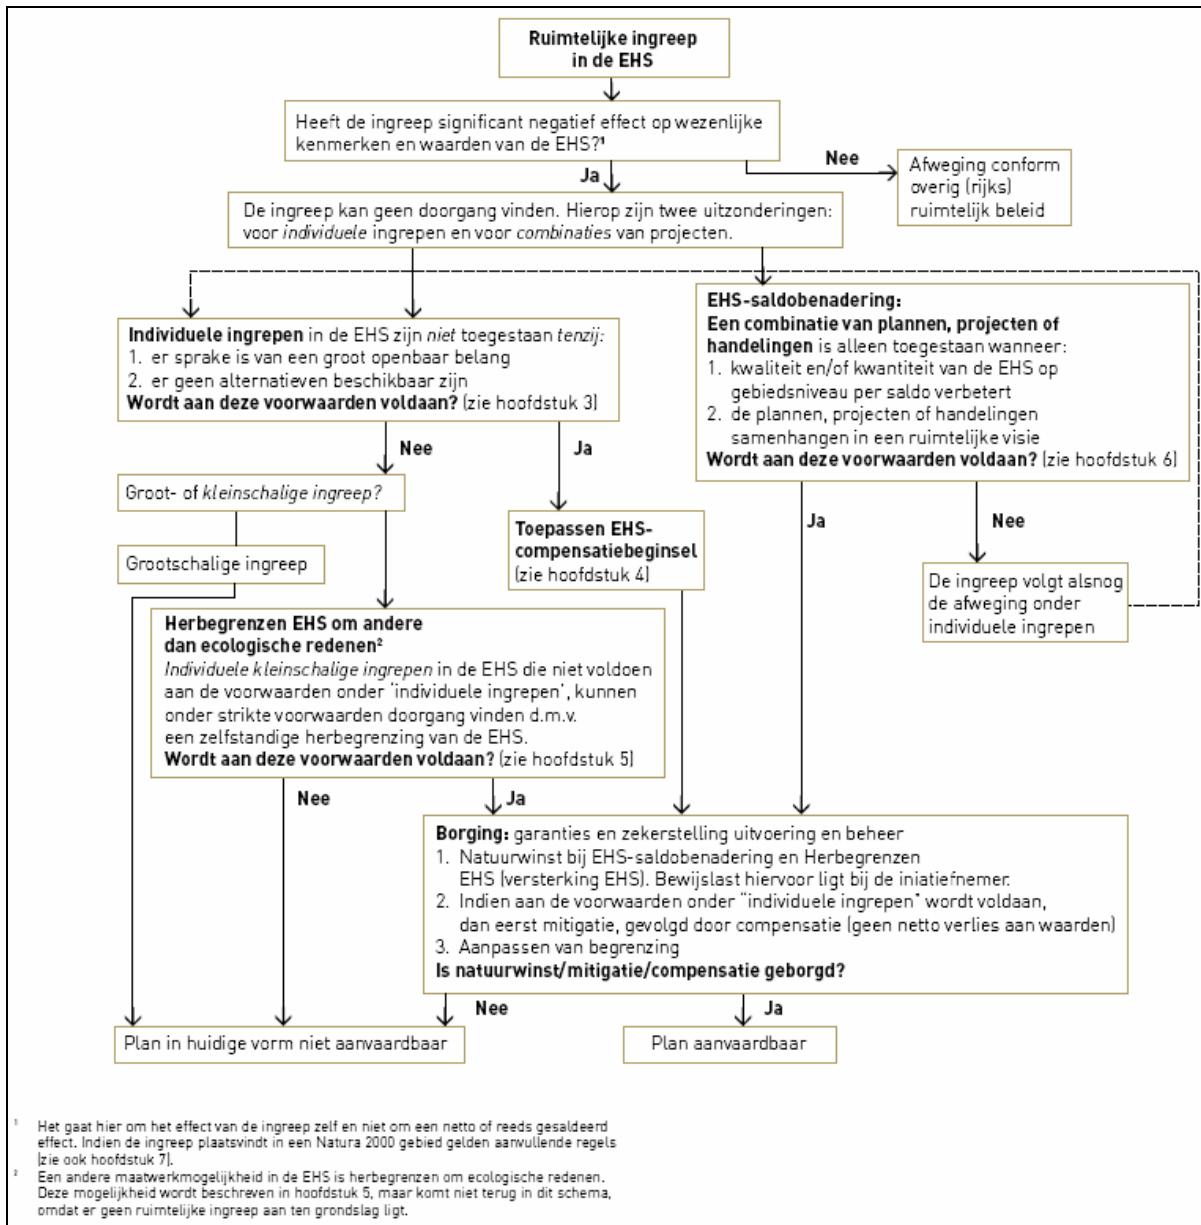 Ruimtelijke ingreep
in de EHS
Heeft de ingreep significant negatief effect op wezenlijke
kenmerken en waarden van de EHS?¹
Nee
Ja
Afweging conform
overig (rijks)
ruimtelijk beleid
De ingreep kan geen doorgang vinden. Hierop zijn twee uitzonderingen:
voor individuele ingrepen en voor combinaties van projecten.
Individuele ingrepen in de EHS zijn niet toegestaan tenzij:
1. er sprake is van een groot openbaar belang
2. er geen alternatieven beschikbaar zijn
Wordt aan deze voorwaarden voldaan? (zie hoofdstuk 3)
EHS-saldobenadering:
Een combinatie van plannen, projecten of
handelingen is alleen toegestaan wanneer:
1. kwaliteit en/of kwantiteit van de EHS op
gebiedsniveau per saldo verbetert
2. de plannen, projecten of handelingen
samenhangen in een ruimtelijke visie
Wordt aan deze voorwaarden voldaan? (zie hoofdstuk 6)
Nee
Ja
Groot- of kleinschalige ingreep?
Grootschalige ingreep
Toepassen EHS-
compensatiebeginsel
(zie hoofdstuk 4)
Ja
Nee
De ingreep volgt alsnog
de afweging onder
individuele ingrepen
Herbegrenzen EHS om andere
dan ecologische redenen²
Individuele kleinschalige ingrepen in de EHS die niet voldoen
aan de voorwaarden onder 'individuele ingrepen', kunnen
onder strikte voorwaarden doorgang vinden d.m.v.
een zelfstandige herbegrenzing van de EHS.
Wordt aan deze voorwaarden voldaan? (zie hoofdstuk 5)
Nee
Ja
Borging: garanties en zekerstelling uitvoering en beheer
1. Natuurwinst bij EHS-saldobenadering en Herbegrenzen
EHS (versterking EHS). Bewijslast hiervoor ligt bij de iniatiefnemer.
2. Indien aan de voorwaarden onder "individuele ingrepen" wordt voldaan,
dan eerst mitigatie, gevolgd door compensatie (geen netto verlies aan waarden)
3. Aanpassen van begrenzing
Is natuurwinst/mitigatie/compensatie geborgd?
Nee
Ja
Plan in huidige vorm niet aanvaardbaar
Plan aanvaardbaar
¹ Het gaat hier om het effect van de ingreep zelf en niet om een netto of reeds gesaldeerd
effect. Indien de ingreep plaatsvindt in een Natura 2000 gebied gelden aanvullende regels
(zie ook hoofdstuk 7).
² Een andere maatwerkmogelijkheid in de EHS is herbegrenzen om ecologische redenen.
Deze mogelijkheid wordt beschreven in hoofdstuk 5, maar komt niet terug in dit schema,
omdat er geen ruimtelijke ingreep aan ten grondslag ligt.